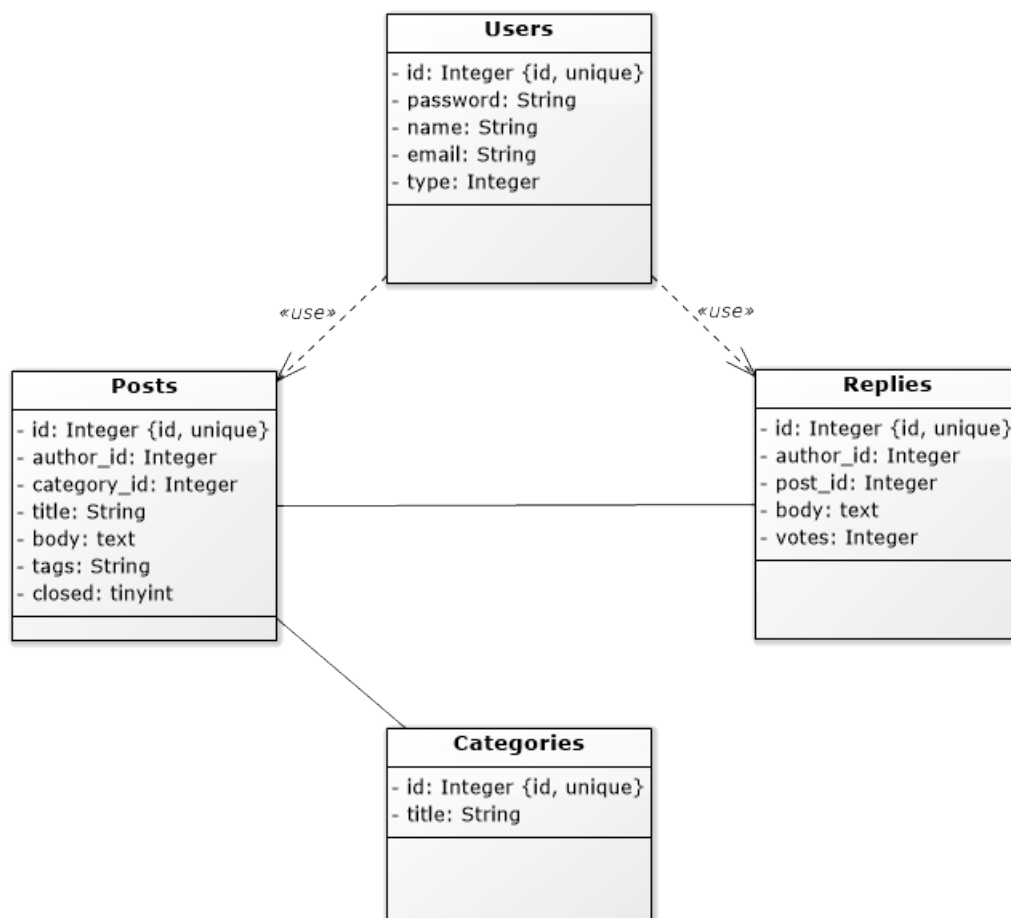 Users
- id: Integer {id, unique}
- password: String
- name: String
- email: String
- type: Integer
«use»
«use»
Posts
- id: Integer {id, unique}
- author_id: Integer
- category_id: Integer
- title: String
- body: text
- tags: String
- closed: tinyint
Replies
- id: Integer {id, unique}
- author_id: Integer
- post_id: Integer
- body: text
- votes: Integer
Categories
- id: Integer {id, unique}
- title: String